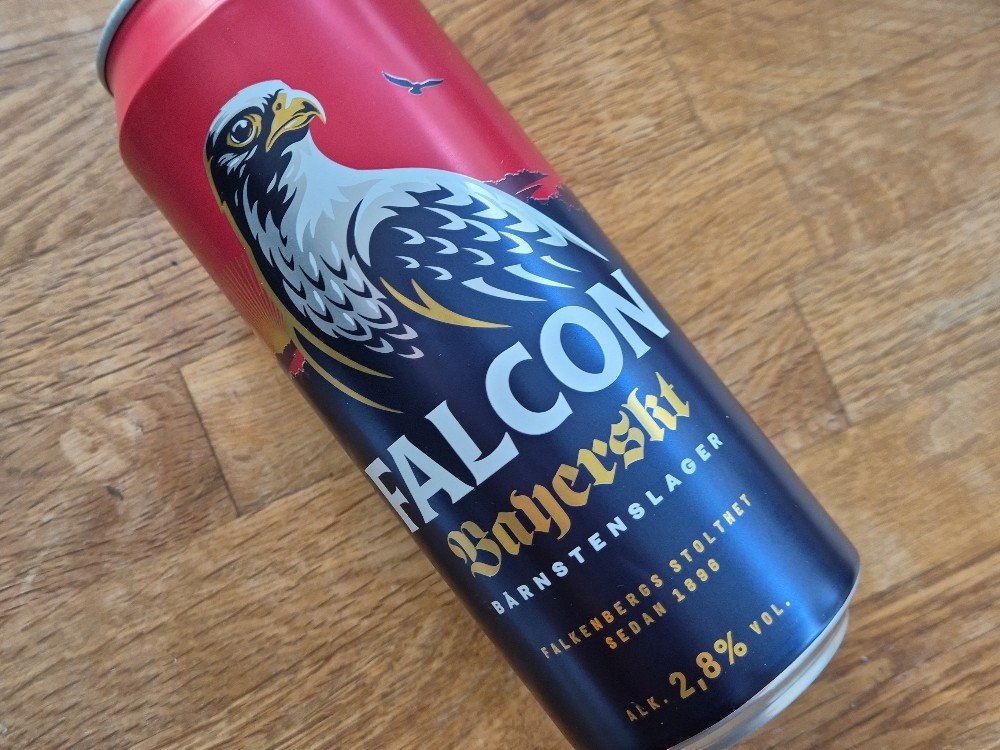 FALCON
Bayerskt
BÄRNSTENSLAGER
FALKENBERGS STOLTHET
SEDAN 1896
ALK. 2,8% VOL.